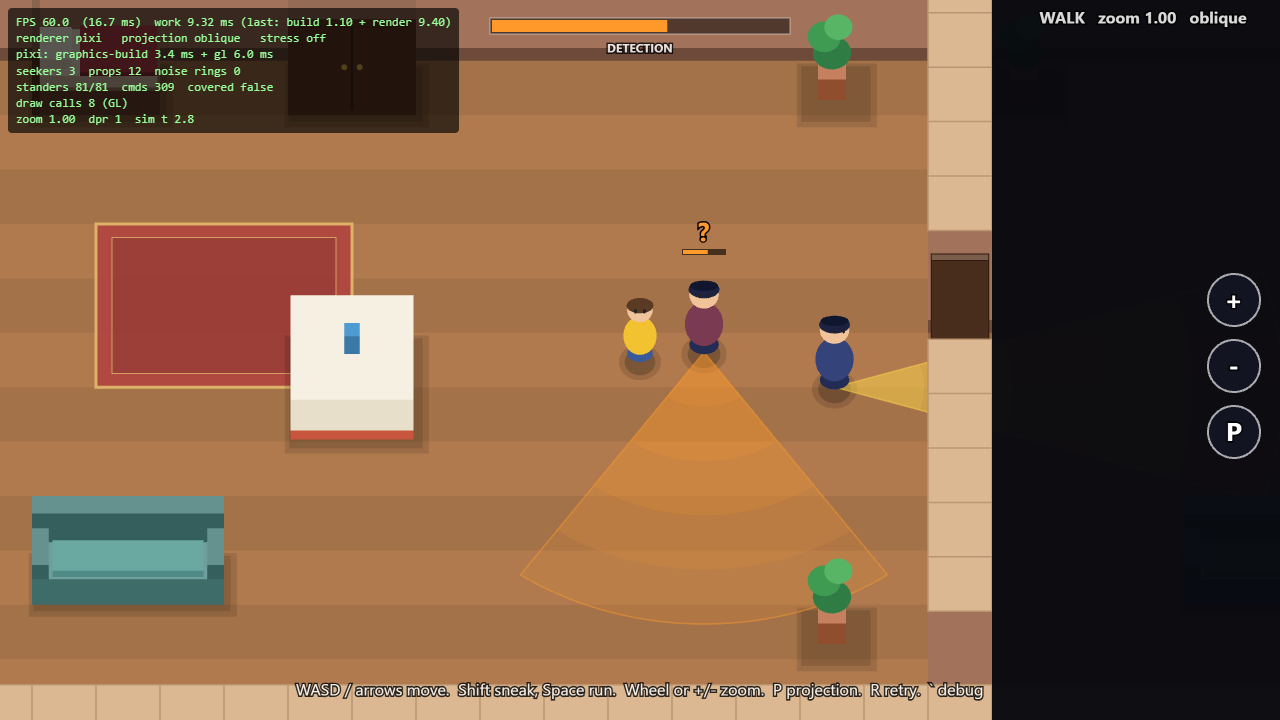 FPS 60.0 (16.7 ms) work 9.32 ms (last: build 1.10 + render 9.40)
renderer pixi projection oblique stress off
pixi: graphics-build 3.4 ms + gl 6.0 ms
seekers 3 props 12 noise rings 0
standers 81/81 cmds 309 covered false
draw calls 8 (GL)
zoom 1.00 dpr 1 sim t 2.8
DETECTION
WALK zoom 1.00 oblique
?
+
-
P
WASD / arrows move. Shift sneak, Space run. Wheel or +/- zoom. P projection. R retry. ` debug